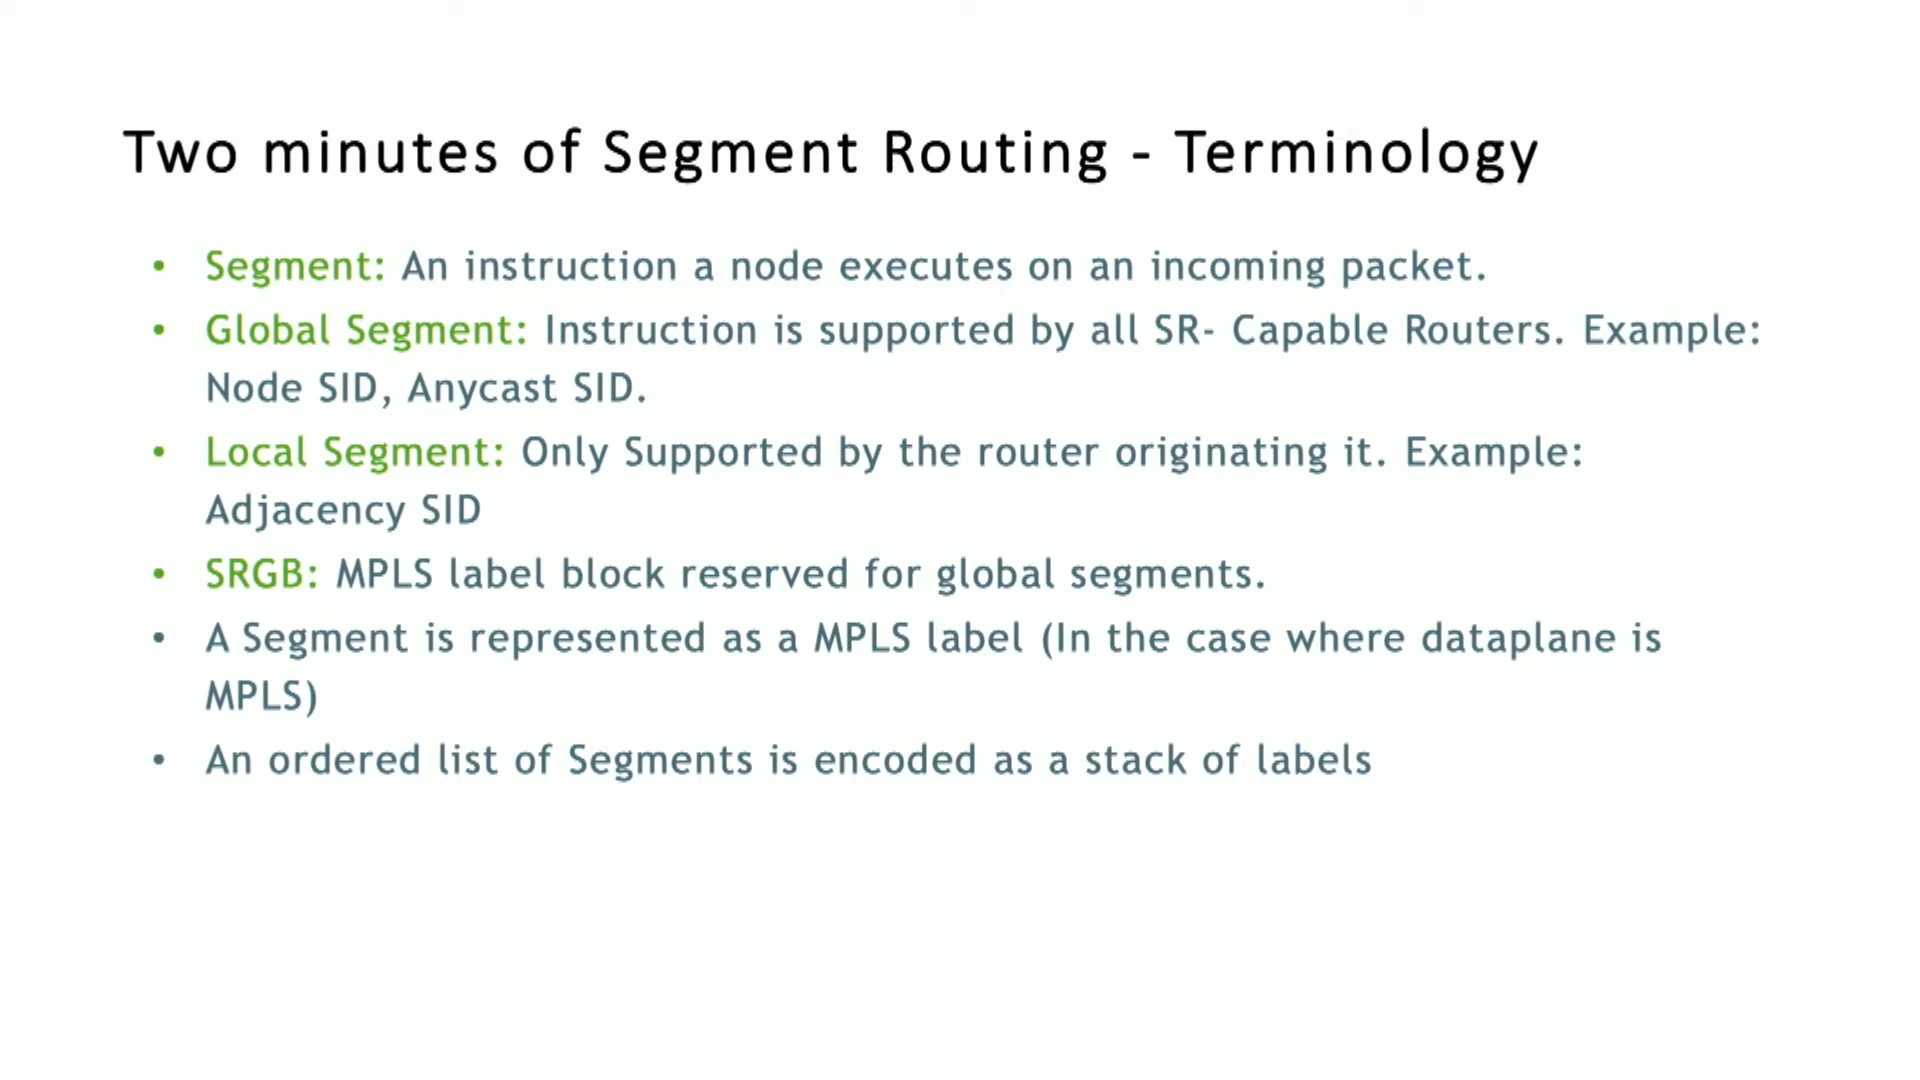 Two minutes of Segment Routing - Terminology
• Segment: An instruction a node executes on an incoming packet.
• Global Segment: Instruction is supported by all SR- Capable Routers. Example:
Node SID, Anycast SID.
• Local Segment: Only Supported by the router originating it. Example:
Adjacency SID
• SRGB: MPLS label block reserved for global segments.
• A Segment is represented as a MPLS label (In the case where dataplane is
MPLS)
• An ordered list of Segments is encoded as a stack of labels